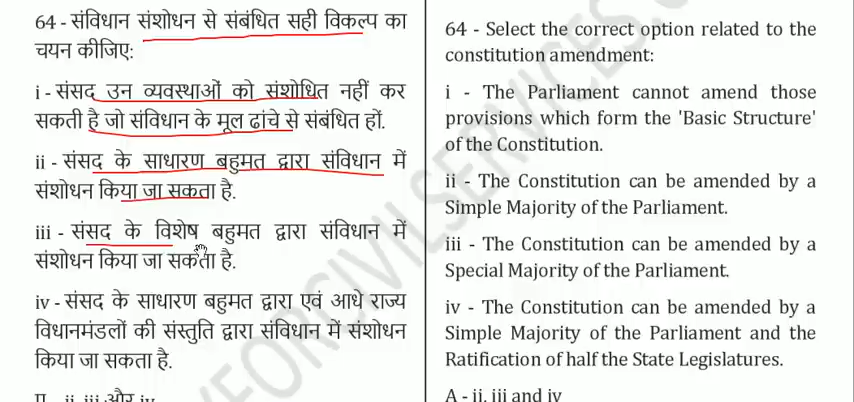 64 - संविधान संशोधन से संबंधित सही विकल्प का
चयन कीजिए:
i - संसद उन व्यवस्थाओं को संशोधित नहीं कर
सकती है जो संविधान के मूल ढांचे से संबंधित हों.
ii - संसद के साधारण बहुमत द्वारा संविधान में
संशोधन किया जा सकता है.
iii - संसद के विशेष बहुमत द्वारा संविधान में
संशोधन किया जा सकता है.
iv - संसद के साधारण बहुमत द्वारा एवं आधे राज्य
विधानमंडलों की संस्तुति द्वारा संविधान में संशोधन
किया जा सकता है.
ii, iii और iv
64 - Select the correct option related to the
constitution amendment:
i - The Parliament cannot amend those
provisions which form the 'Basic Structure'
of the Constitution.
ii - The Constitution can be amended by a
Simple Majority of the Parliament.
iii - The Constitution can be amended by a
Special Majority of the Parliament.
iv - The Constitution can be amended by a
Simple Majority of the Parliament and the
Ratification of half the State Legislatures.
A - ii, iii and iv